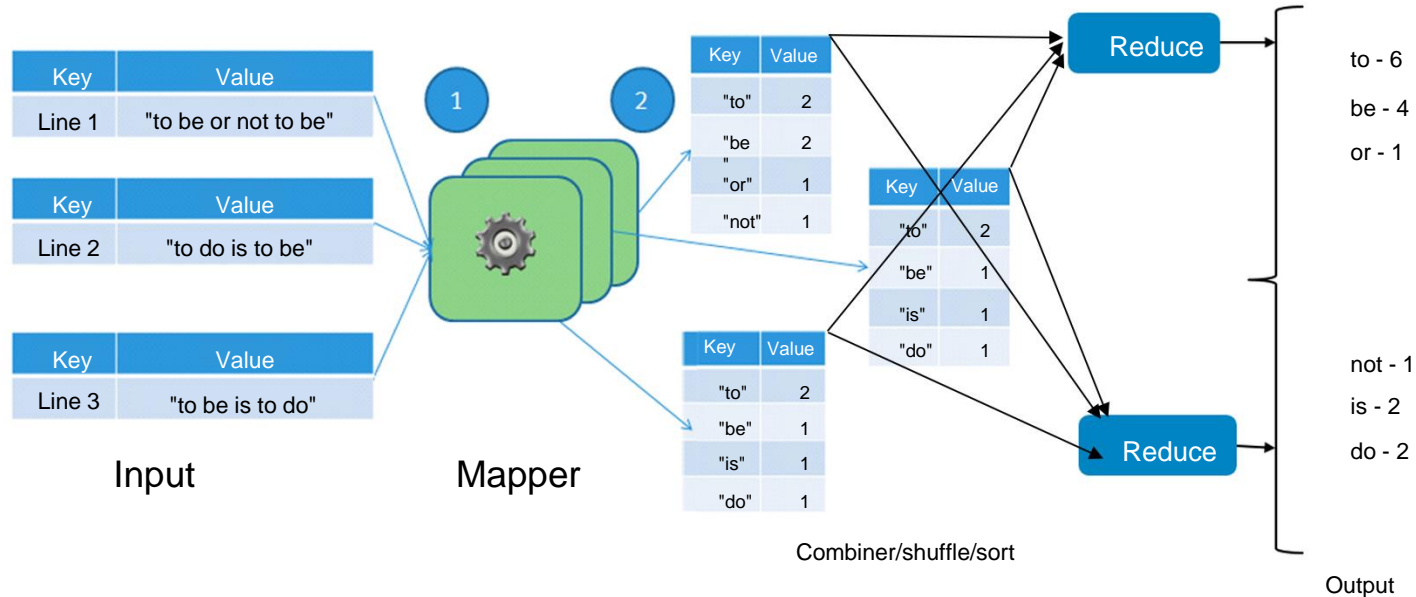 Key Value
Line 1 "to be or not to be"
Key Value
Line 2 "to do is to be"
Key Value
Line 3 "to be is to do"
Input
1
2
Mapper
Key Value
"to" 2
"be 2
"
"or" 1
"not" 1
Key Value
"to" 2
"be" 1
"is" 1
"do" 1
Key Value
"to" 2
"be" 1
"is" 1
"do" 1
Combiner/shuffle/sort
Reduce
Reduce
to - 6
be - 4
or - 1
not - 1
is - 2
do - 2
Output